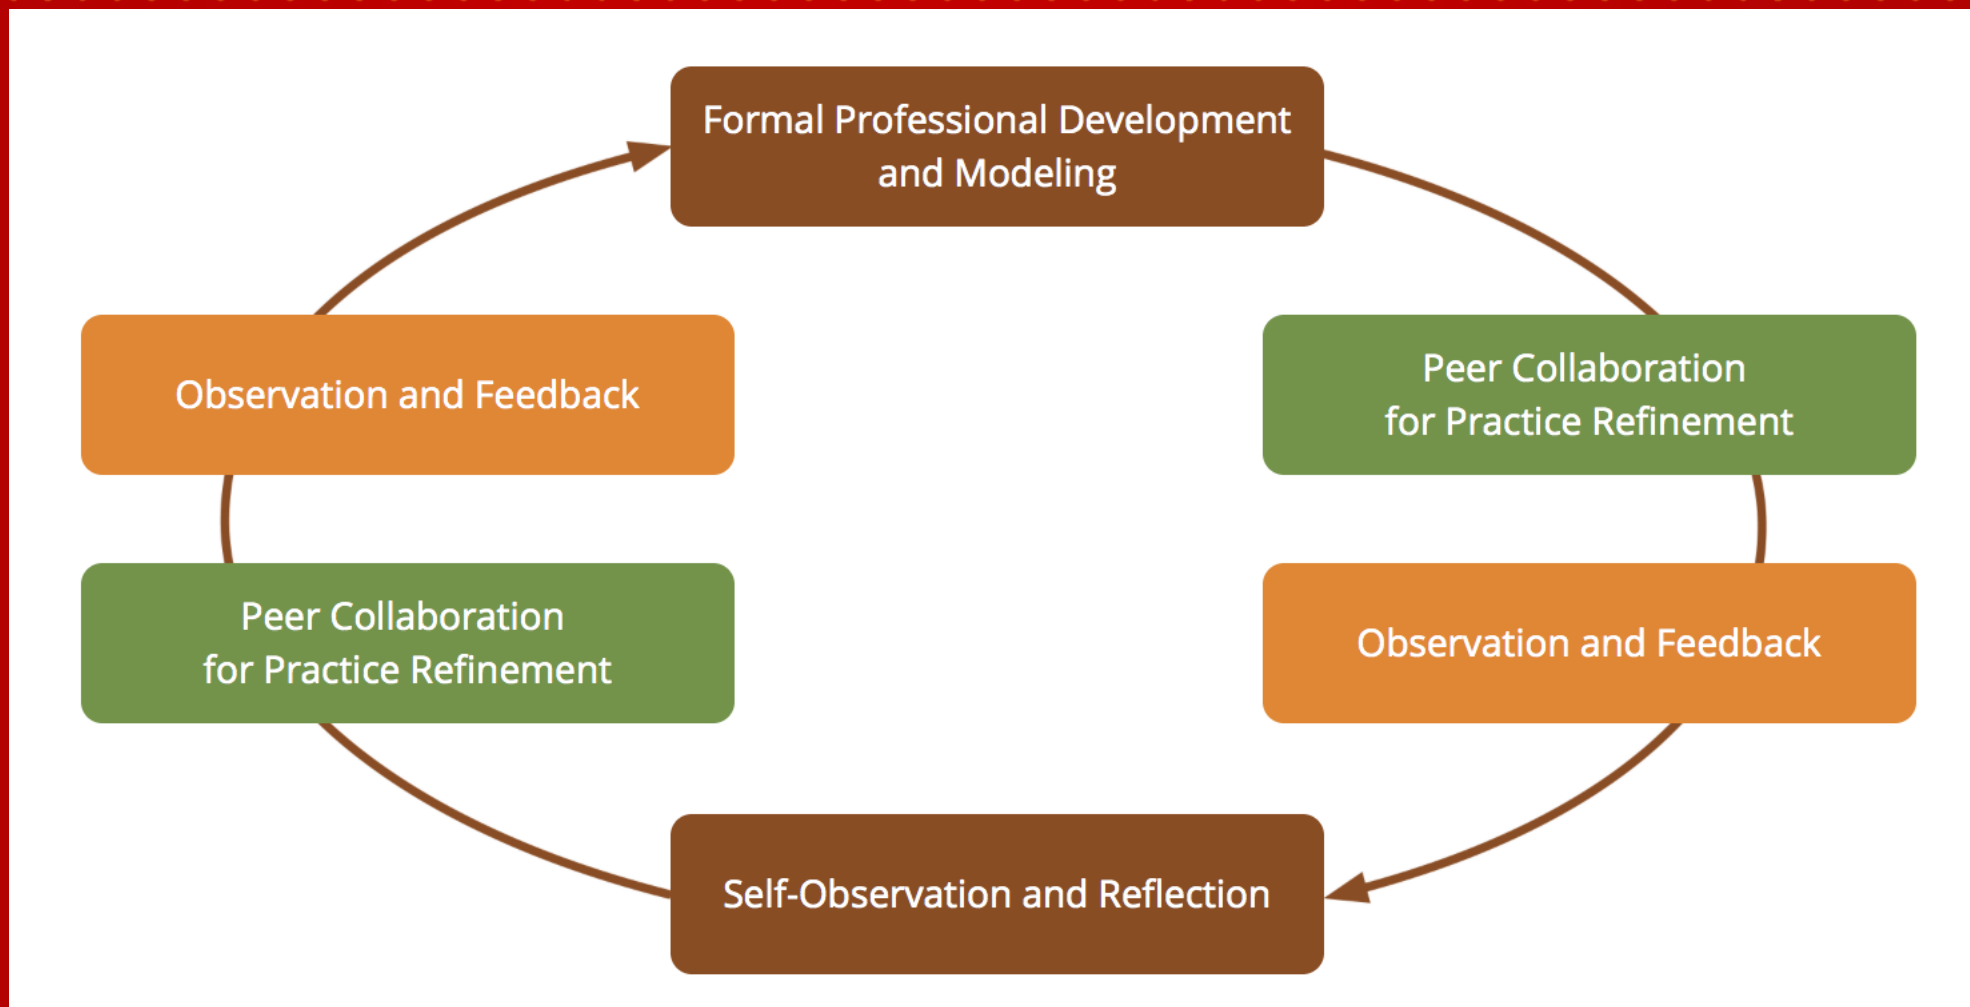 Formal Professional Development
and Modeling
Observation and Feedback
Peer Collaboration
for Practice Refinement
Peer Collaboration
for Practice Refinement
Observation and Feedback
Self-Observation and Reflection